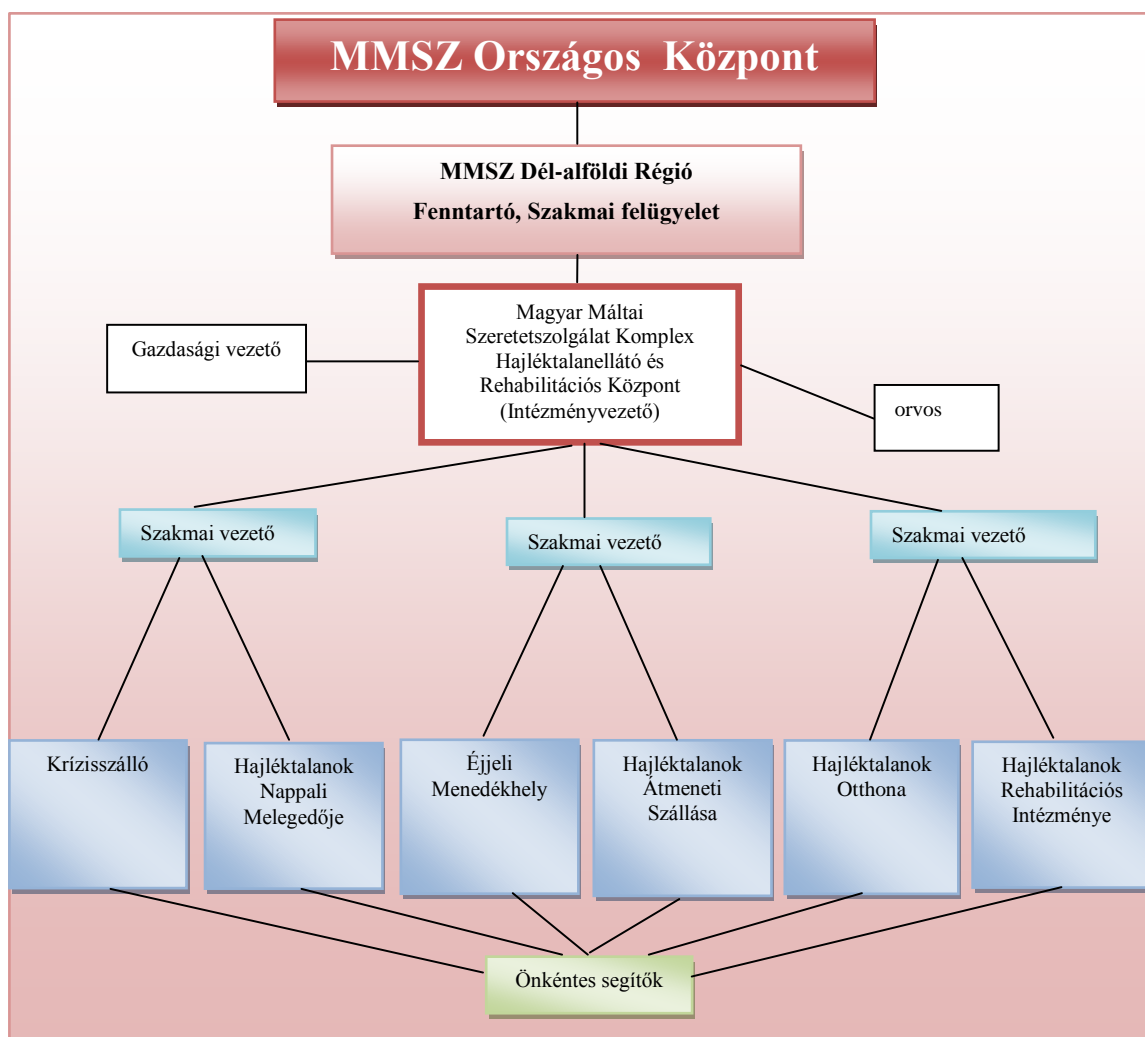 MMSZ Országos Központ
MMSZ Dél-alföldi Régió
Fenntartó, Szakmai felügyelet
Magyar Máltai
Szeretetszolgálat Komplex
Hajléktalanellátó és
Rehabilitációs Központ
(Intézményvezető)
Gazdasági vezető
orvos
Szakmai vezető
Szakmai vezető
Szakmai vezető
Krízisszálló
Hajléktalanok
Nappali
Melegedője
Éjjeli
Menedékhely
Hajléktalanok
Átmeneti
Szállása
Hajléktalanok
Otthona
Hajléktalanok
Rehabilitációs
Intézménye
Önkéntes segítők